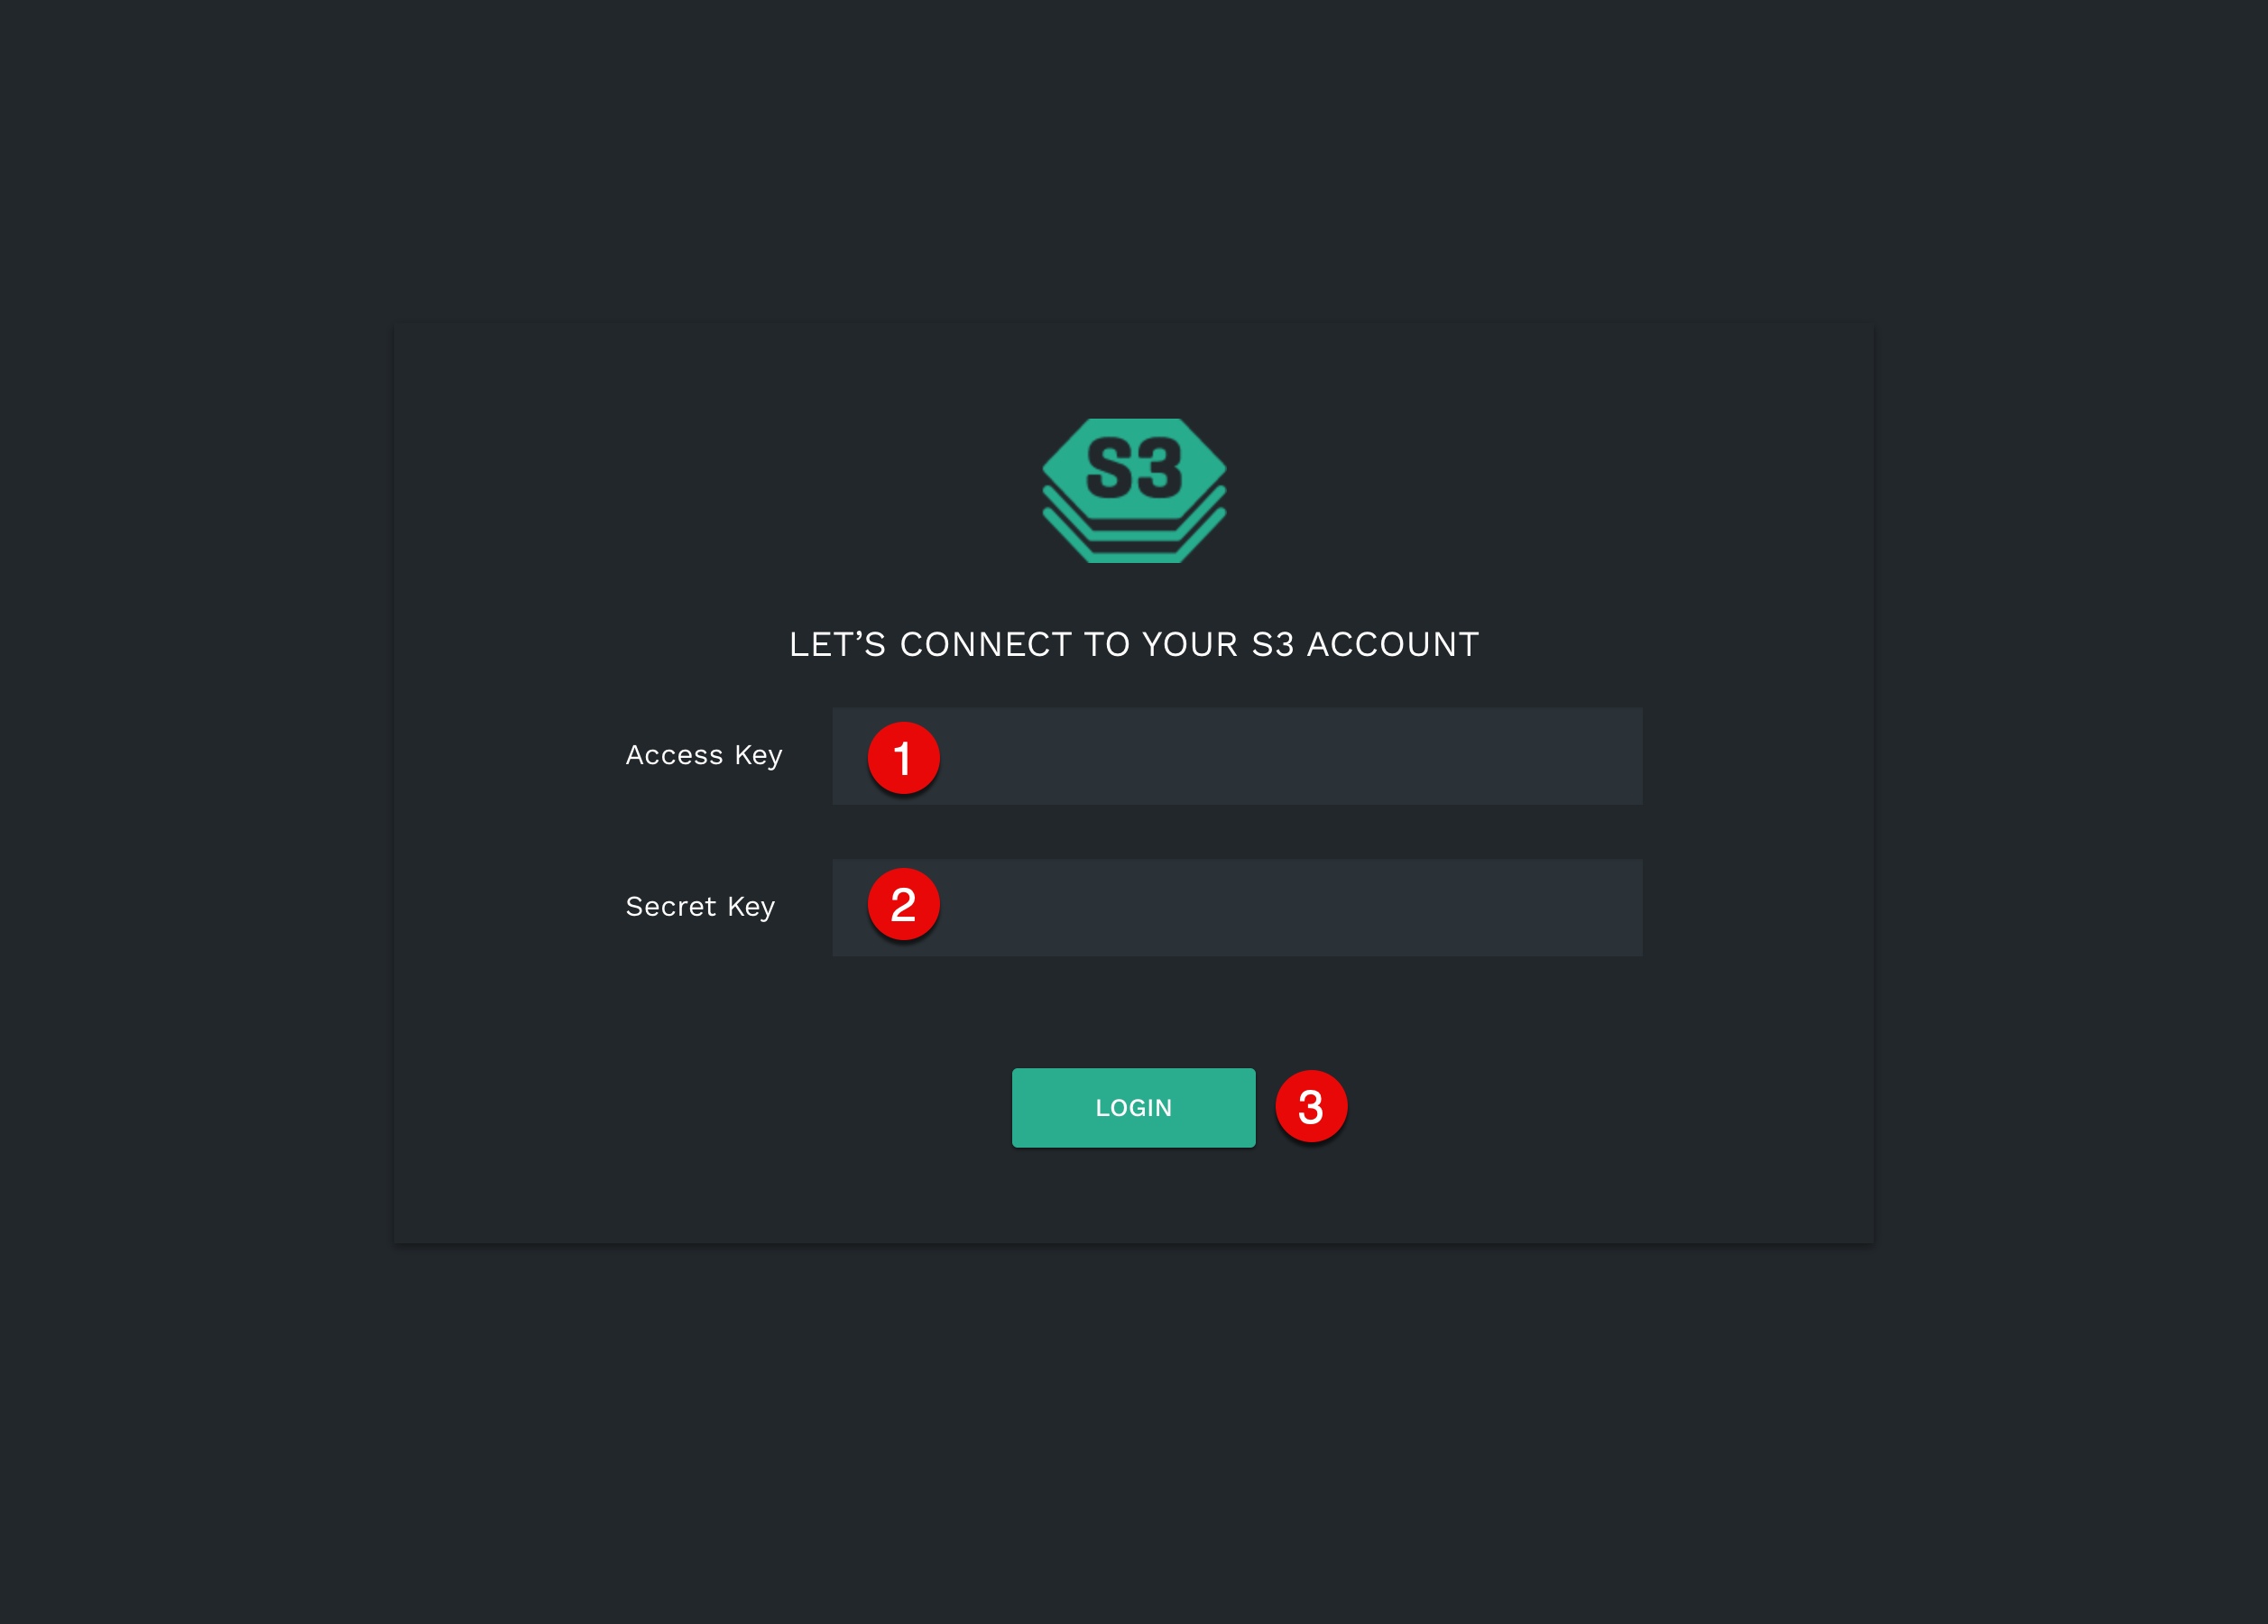 S3
LET’S CONNECT TO YOUR S3 ACCOUNT
Access Key
1
Secret Key
2
LOGIN
3